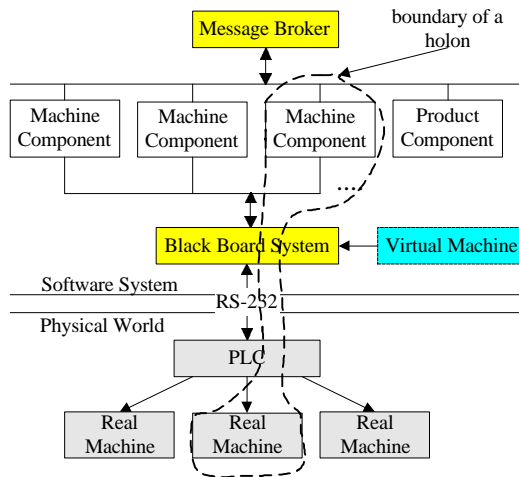 Message Broker
boundary of a
holon
Machine
Component
Machine
Component
Machine
Component
Product
Component
.....
Black Board System
Virtual Machine
Software System
RS-232
Physical World
PLC
Real
Machine
Real
Machine
Real
Machine